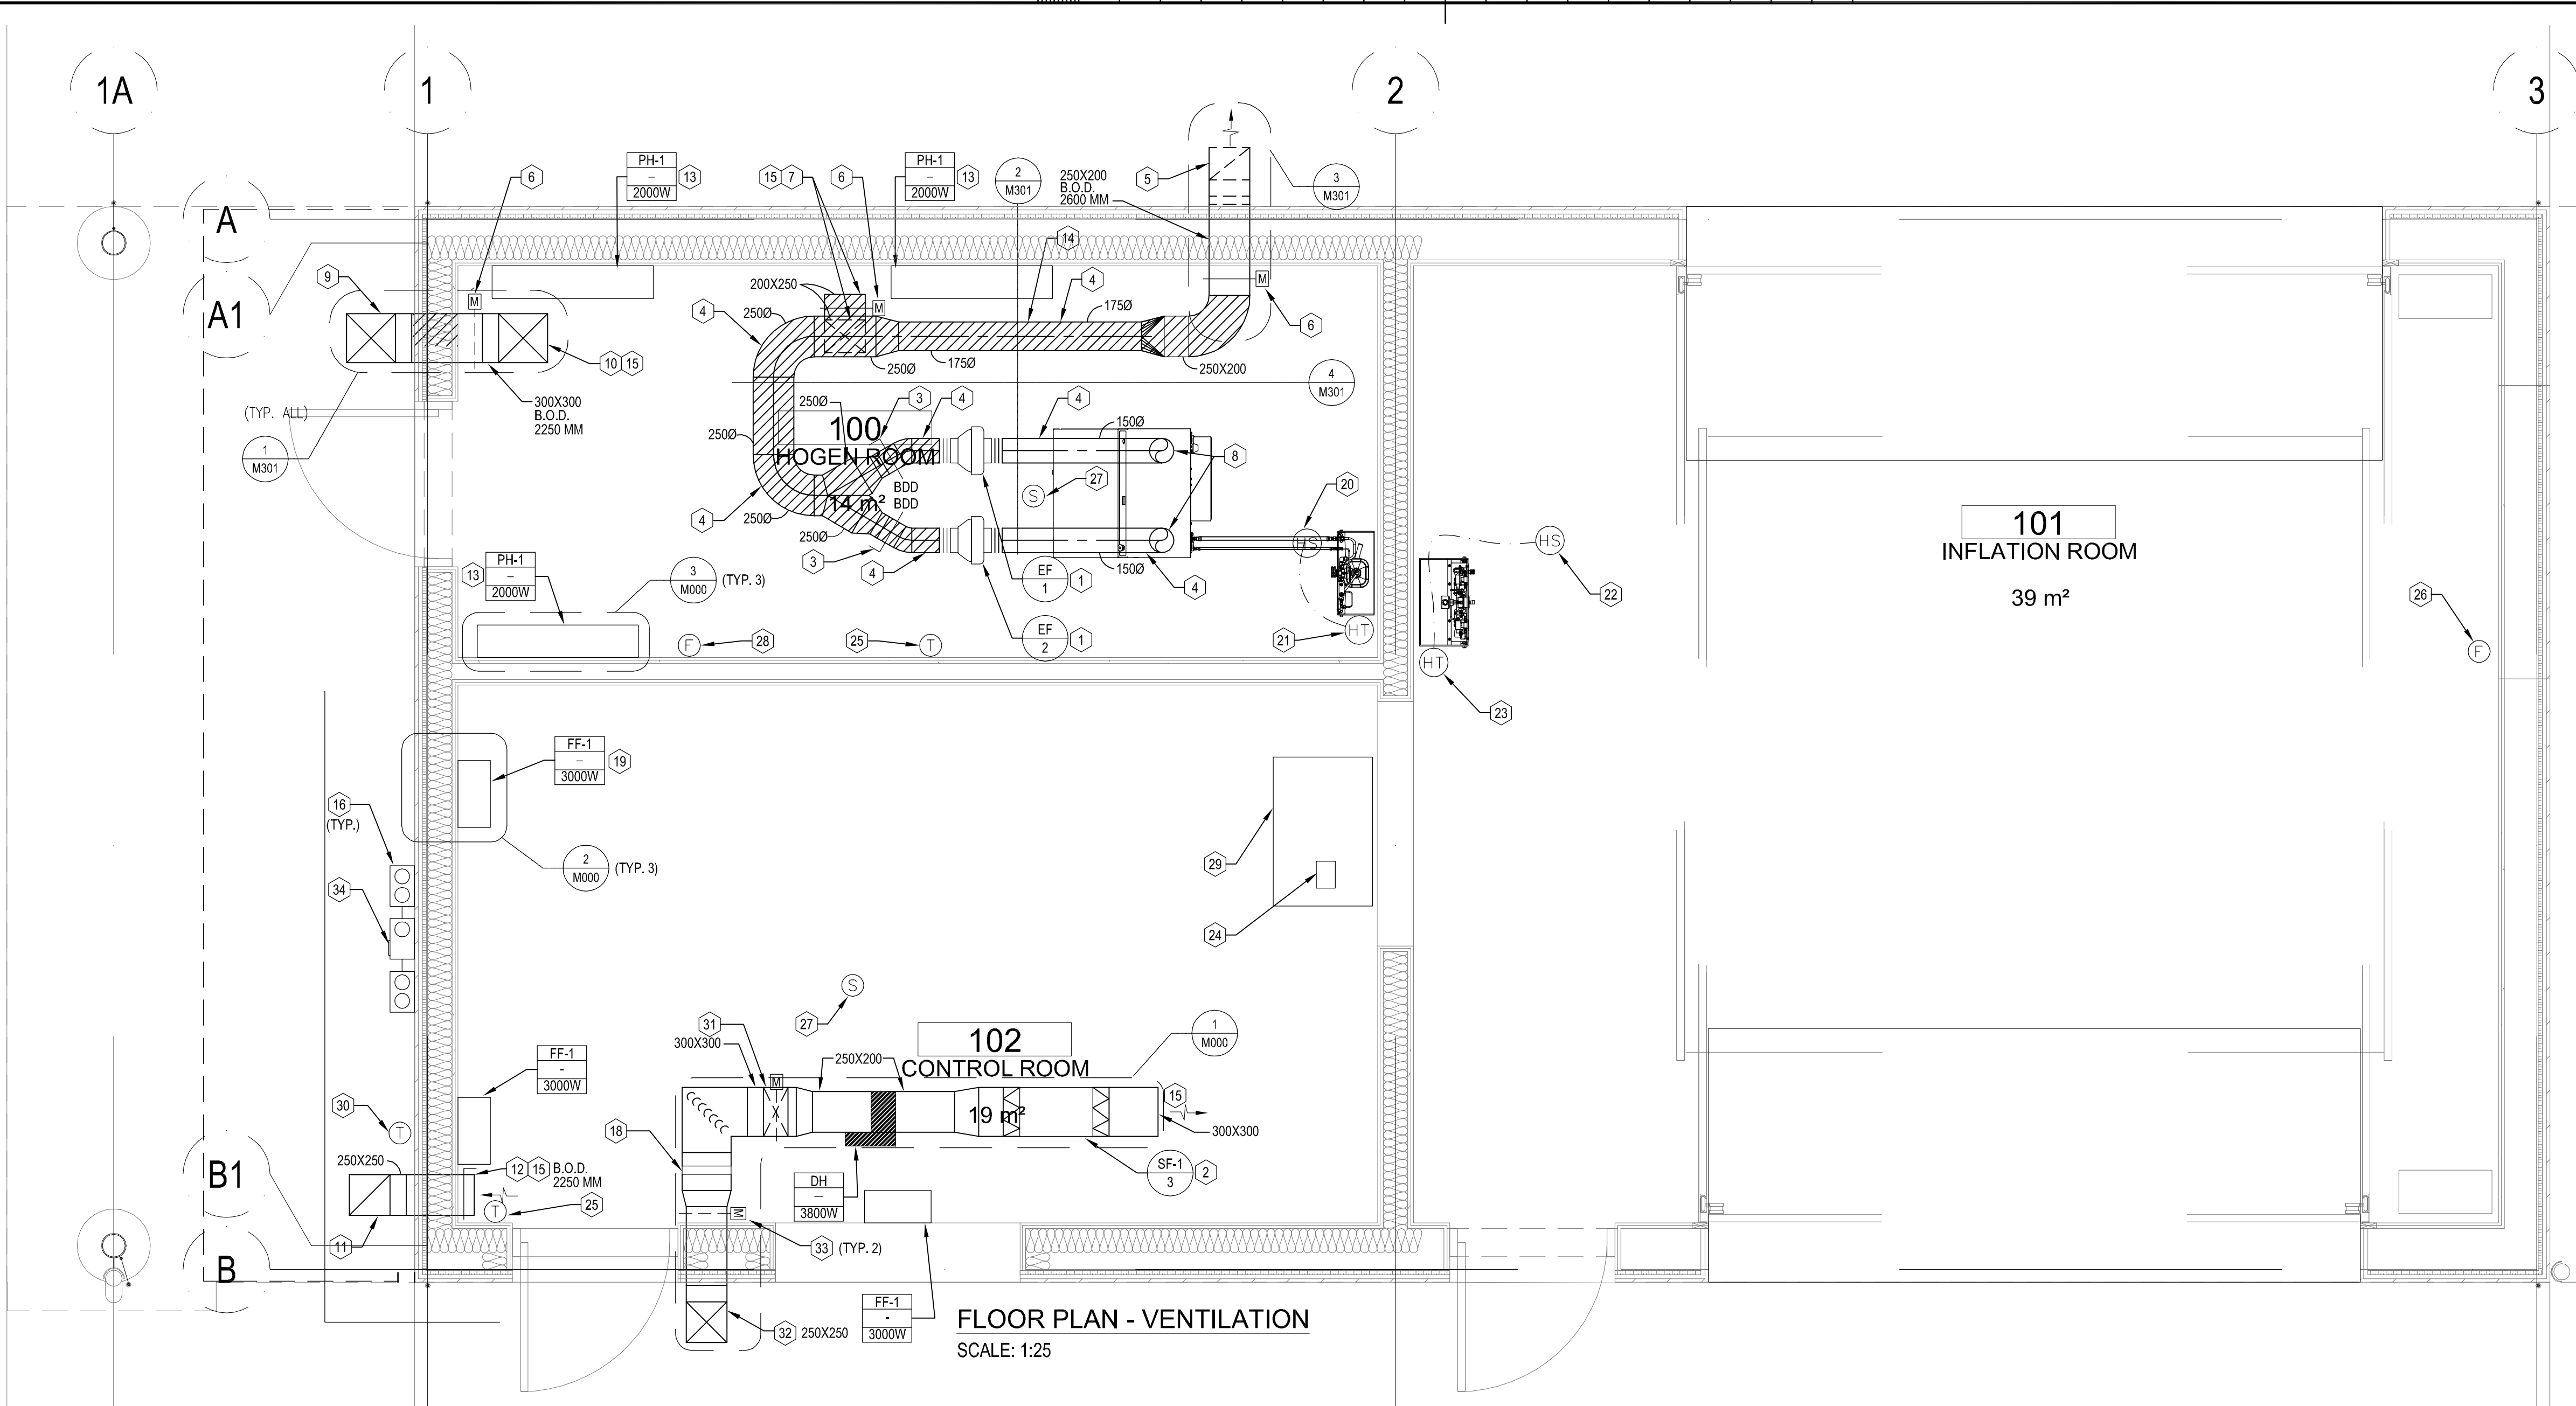 1A
1
2
3
A
A1
B1
B
6
PH-1
–
2000W
13
15
7
6
PH-1
–
2000W
13
2
M301
250X200
B.O.D.
2600 MM
5
3
M301
9
M
14
4
200X250
M
M
4
250Ø
175Ø
6
10
15
250Ø
175Ø
250X200
4
M301
300X300
B.O.D.
2250 MM
(TYP. ALL)
1
M301
250Ø
3
4
4
150Ø
250Ø
100
HOGEN ROOM
14 m²
8
BDD
BDD
S
27
20
HS
4
250Ø
250Ø
3
4
EF
1
1
150Ø
4
EF
2
1
21
HT
HS
22
HT
23
101
INFLATION ROOM
39 m²
26
F
13
PH-1
–
2000W
3
M000
(TYP. 3)
F
28
25
T
FF-1
–
3000W
19
16
(TYP.)
2
M000
(TYP. 3)
34
29
24
S
27
31
300X300
102
CONTROL ROOM
19 m²
1
M000
M
250X200
15
300X300
FF-1
-
3000W
30
T
18
250X250
12
15
B.O.D.
2250 MM
T
25
11
DH
–
3800W
SF-1
3
2
M
33
(TYP. 2)
32
250X250
FF-1
-
3000W
FLOOR PLAN - VENTILATION
SCALE: 1:25